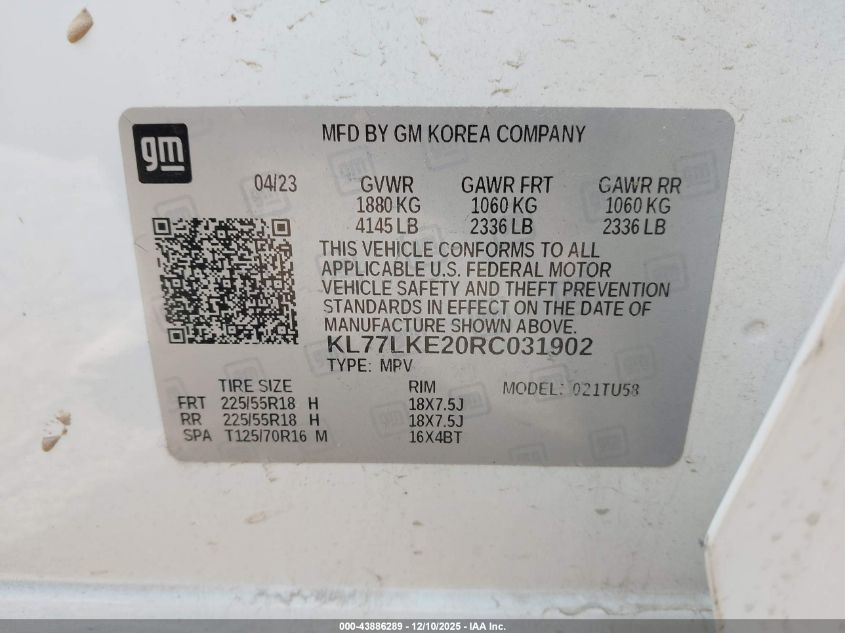 gm
MFD BY GM KOREA COMPANY
04/23 GVWR GAWR FRT GAWR RR
1880 KG 1060 KG 1060 KG
4145 LB 2336 LB 2336 LB
THIS VEHICLE CONFORMS TO ALL
APPLICABLE U.S. FEDERAL MOTOR
VEHICLE SAFETY AND THEFT PREVENTION
STANDARDS IN EFFECT ON THE DATE OF
MANUFACTURE SHOWN ABOVE.
KL77LKE20RC031902
TYPE: MPV
TIRE SIZE RIM MODEL: 021TU58
FRT 225/55R18 H 18X7.5J
RR 225/55R18 H 18X7.5J
SPA T125/70R16 M 16X4BT
000-43886289 - 12/10/2025 - IAA Inc.